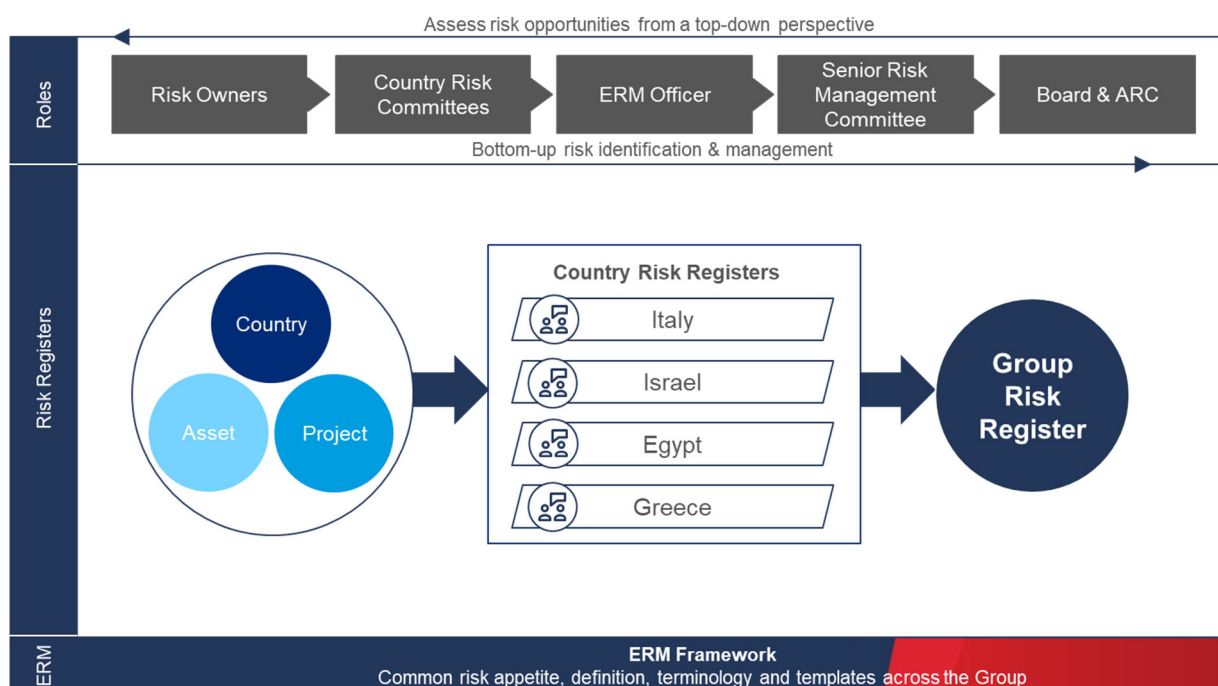 Assess risk opportunities from a top-down perspective
Roles
Risk Owners
Country Risk
Committees
ERM Officer
Senior Risk
Management
Committee
Board & ARC
Bottom-up risk identification & management
Risk Registers
Country
Asset
Project
Country Risk Registers
Italy
Israel
Egypt
Greece
Group
Risk
Register
ERM
ERM Framework
Common risk appetite, definition, terminology and templates across the Group